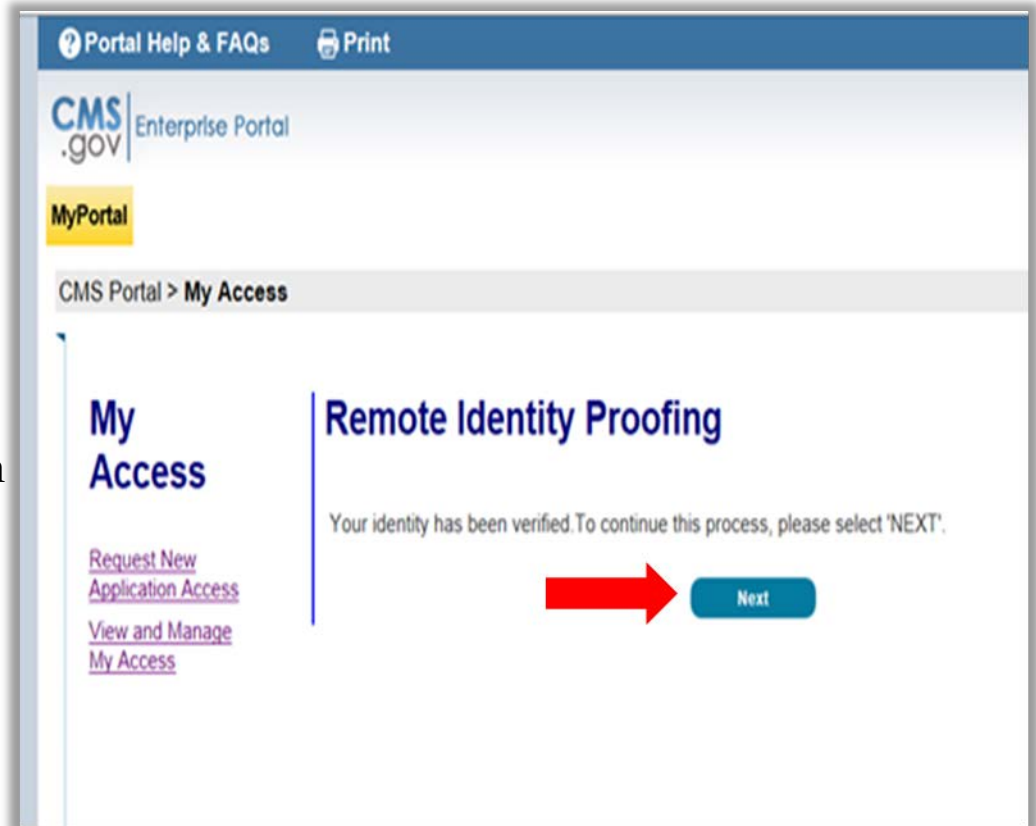 Portal Help & FAQs Print
CMS
.gov Enterprise Portal
MyPortal
CMS Portal > My Access
My
Access
Request New
Application Access
View and Manage
My Access
Remote Identity Proofing
Your identity has been verified.To continue this process, please select 'NEXT'.
Next